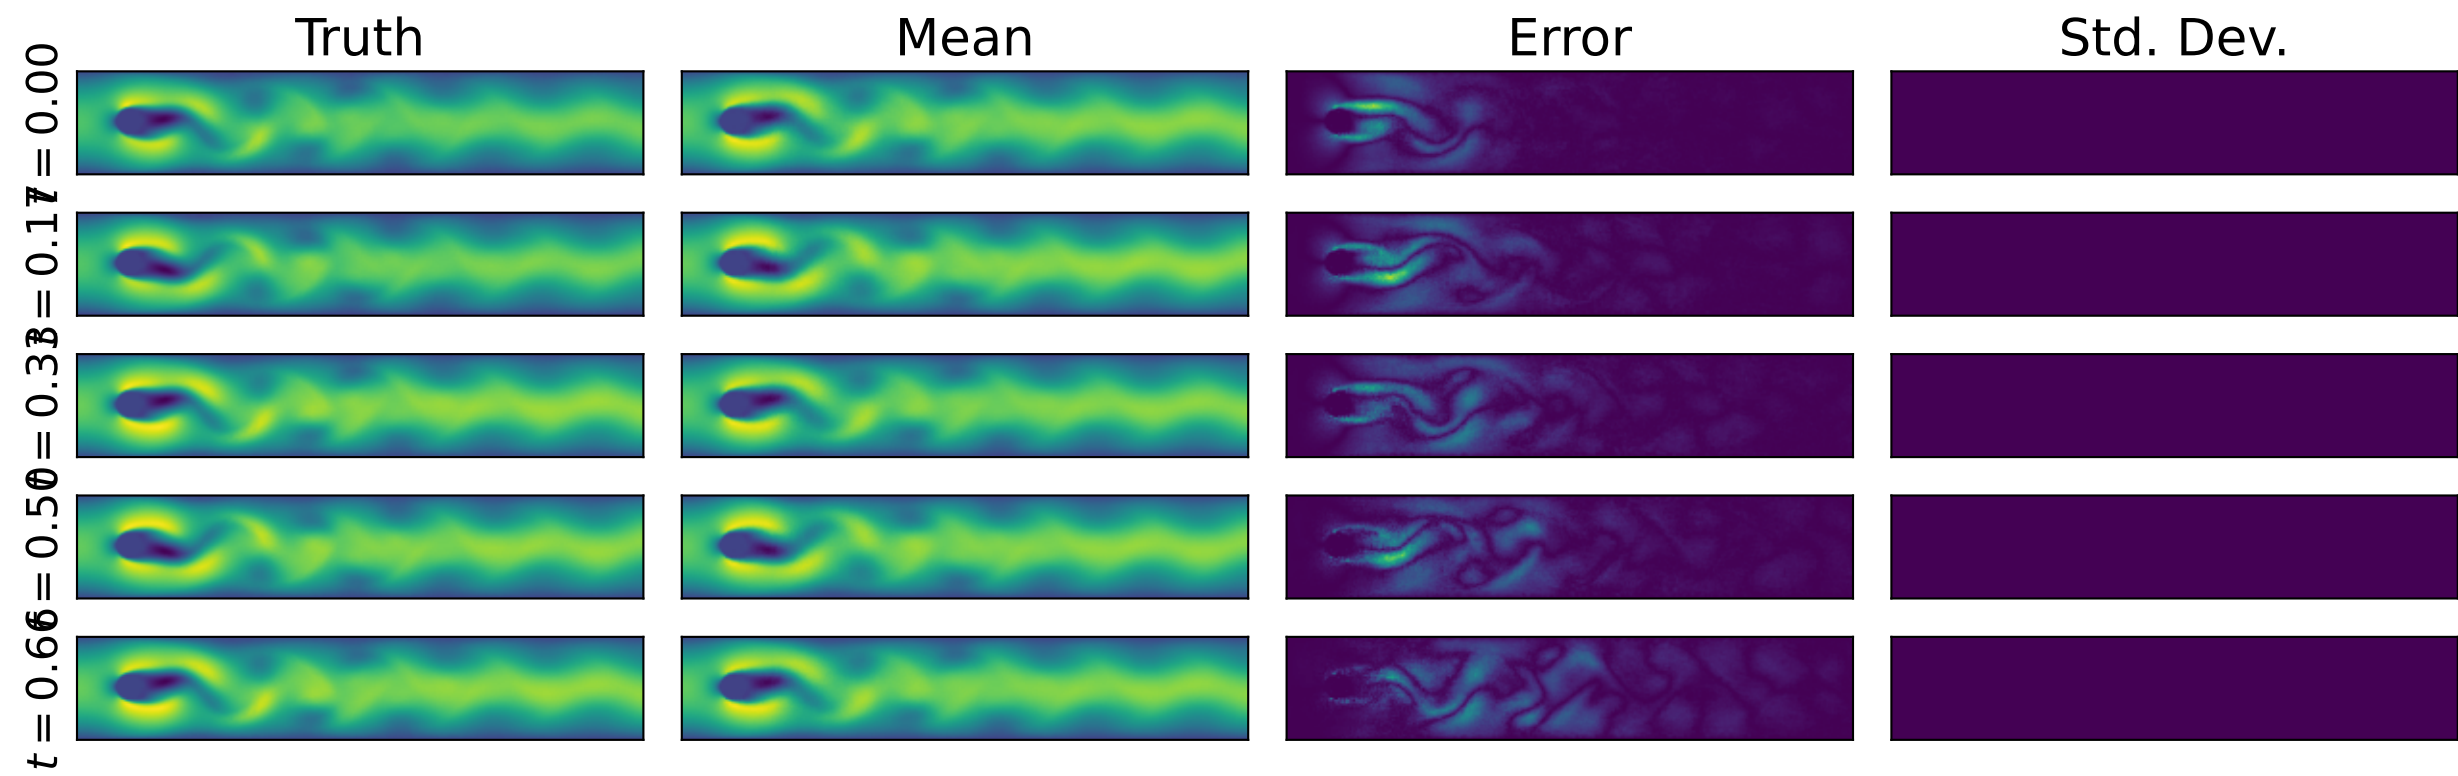 Truth
Mean
Error
Std. Dev.
t = 0.00
t = 0.17
t = 0.33
t = 0.50
t = 0.66